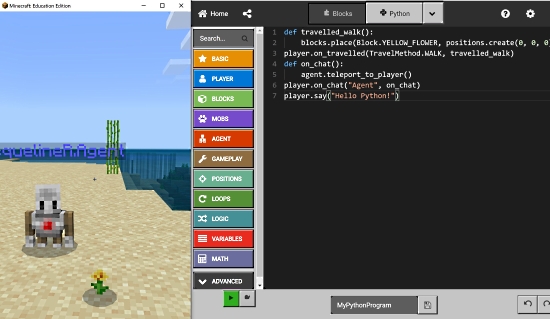 Minecraft Education Edition
quelineR.Agent
Home
Blocks
Python
Search...
BASIC
PLAYER
BLOCKS
MOBS
AGENT
GAMEPLAY
POSITIONS
LOOPS
LOGIC
VARIABLES
MATH
ADVANCED
1 def travelled_walk():
2 blocks.place(Block.YELLOW_FLOWER, positions.create(0, 0, 0)
3 player.on_travelled(TravelMethod.WALK, travelled_walk)
4 def on_chat():
5 agent.teleport_to_player()
6 player.on_chat("Agent", on_chat)
7 player.say("Hello Python!")
MyPythonProgram